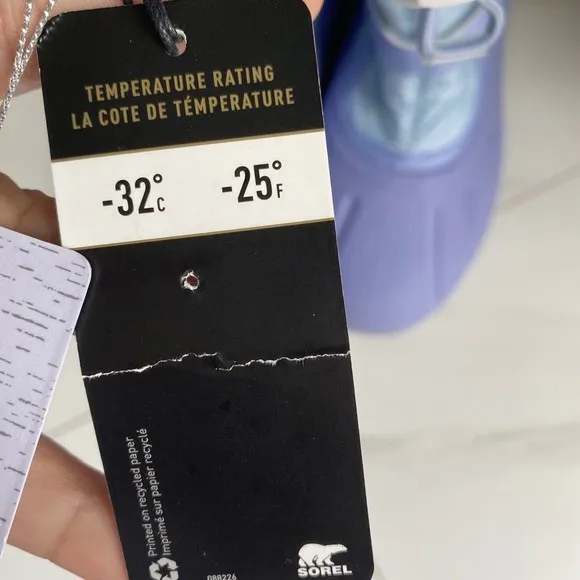 TEMPERATURE RATING
LA COTE DE TÉMPERATURE
-32°C -25°F
Printed on recycled paper
Imprimé sur papier recyclé
088226
SOREL